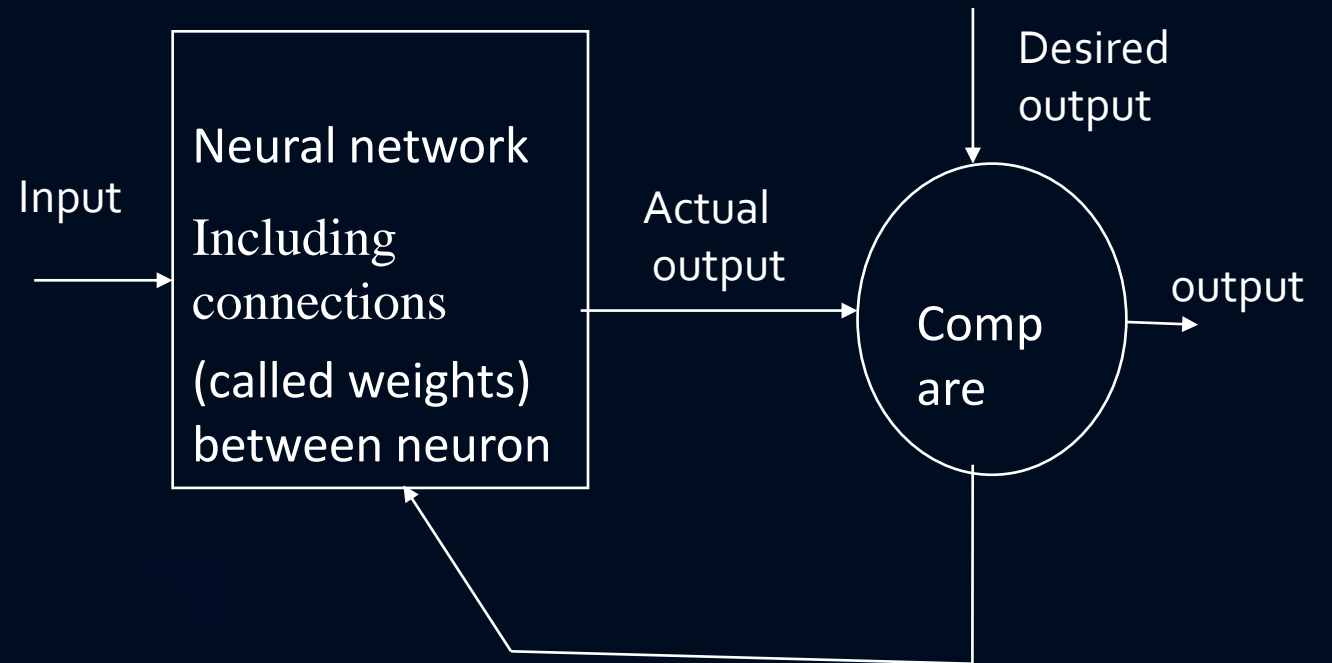 Input
Neural network
Including
connections
(called weights)
between neuron
Actual
output
Desired
output
Comp
are
output